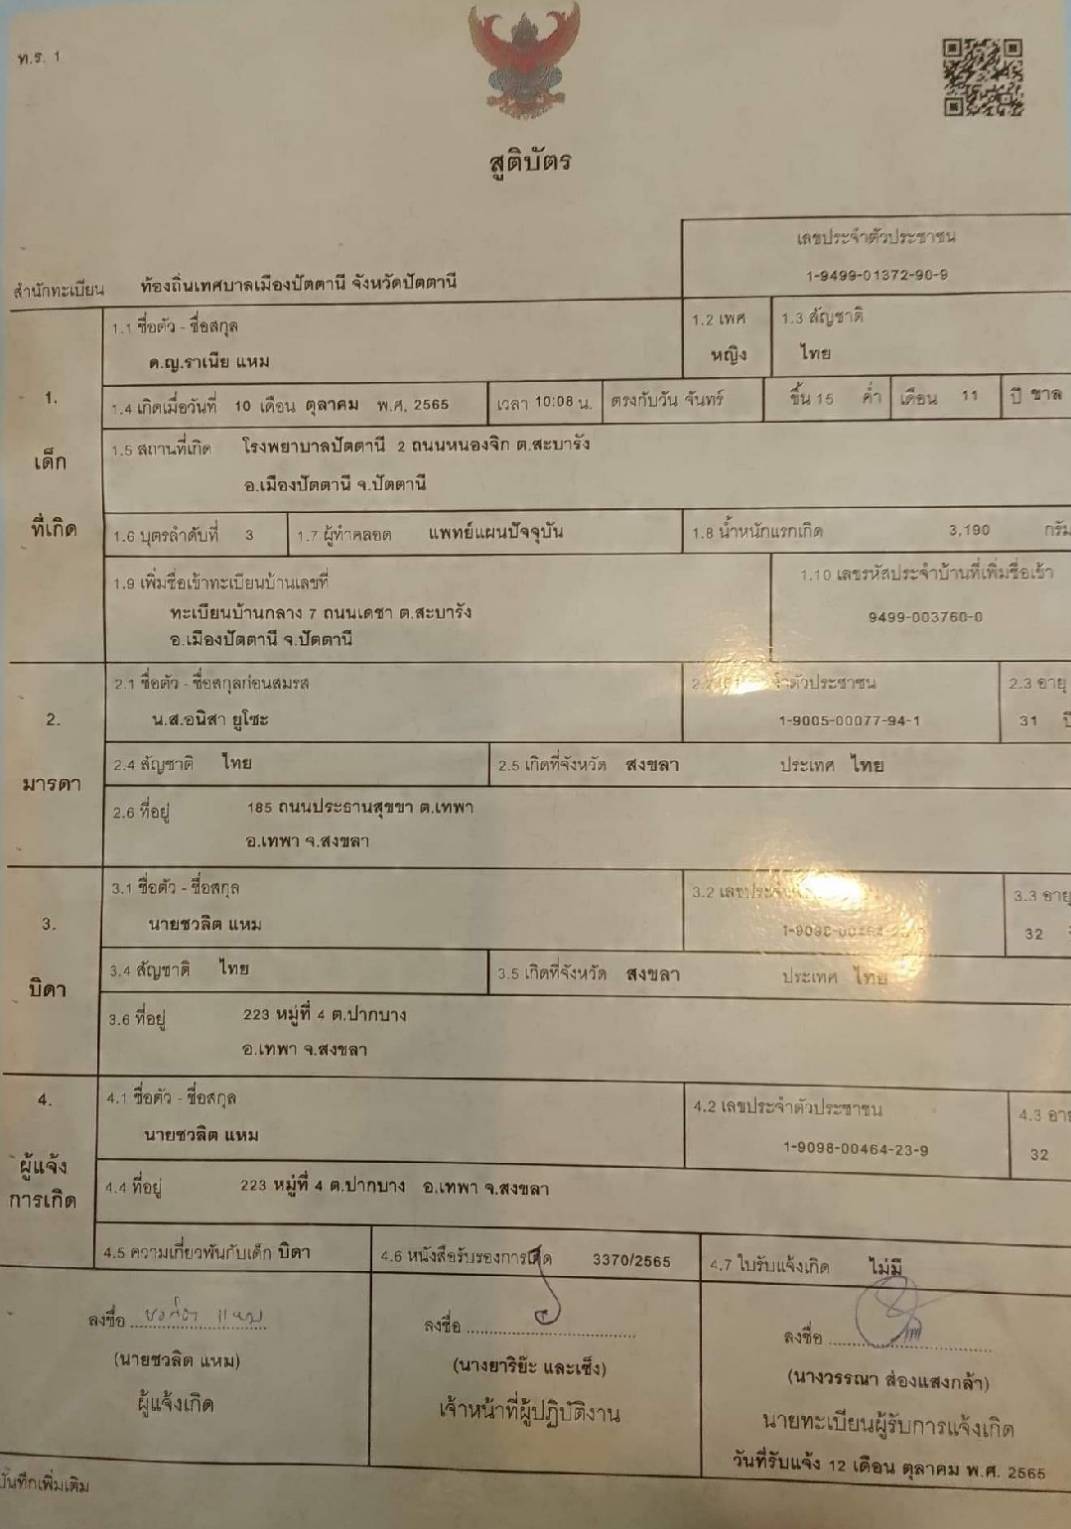 ท.ร. 1
สูติบัตร
เลขประจำตัวประชาชน
1-9499-01372-90-9
สำนักทะเบียน ท้องถิ่นเทศบาลเมืองปัตตานี จังหวัดปัตตานี
1.1 ชื่อตัว - ชื่อสกุล 1.2 เพศ 1.3 สัญชาติ
ด.ญ.ราเนีย แหม หญิง ไทย
1. 1.4 เกิดเมื่อวันที่ 10 เดือน ตุลาคม พ.ศ. 2565 เวลา 10:08 น. ตรงกับวัน จันทร์ ขึ้น 15 ค่ำ เดือน 11 ปี ขาล
เด็ก 1.5 สถานที่เกิด โรงพยาบาลปัตตานี 2 ถนนหนองจิก ต.สะบารัง
อ.เมืองปัตตานี จ.ปัตตานี
ที่เกิด 1.6 บุตรลำดับที่ 3 1.7 ผู้ทำคลอด แพทย์แผนปัจจุบัน 1.8 น้ำหนักแรกเกิด 3,190 กรัม
1.9 เพิ่มชื่อเข้าทะเบียนบ้านเลขที่ 1.10 เลขรหัสประจำบ้านที่เพิ่มชื่อเข้า
ทะเบียนบ้านกลาง 7 ถนนเดชา ต.สะบารัง 9499-003760-0
อ.เมืองปัตตานี จ.ปัตตานี
2.1 ชื่อตัว - ชื่อสกุลก่อนสมรส ตัวประชาชน 2.3 อายุ
2. น.ส.อนิสา ยูโซะ 1-9005-00077-94-1 31 ปี
2.4 สัญชาติ ไทย 2.5 เกิดที่จังหวัด สงขลา ประเทศ ไทย
มารดา 2.6 ที่อยู่ 185 ถนนประธานสุขขา ต.เทพา
อ.เทพา จ.สงขลา
3.1 ชื่อตัว - ชื่อสกุล 3.2 3.3 อายุ
3. นายชวลิต แหม 32
3.4 สัญชาติ ไทย 3.5 เกิดที่จังหวัด สงขลา ประเทศ ไทย
บิดา 3.6 ที่อยู่ 223 หมู่ที่ 4 ต.ปากบาง
อ.เทพา จ.สงขลา
4. 4.1 ชื่อตัว - ชื่อสกุล 4.2 เลขประจำตัวประชาชน 4.3
นายชวลิต แหม 1-9098-00464-23-9 32
ผู้แจ้ง 4.4 ที่อยู่ 223 หมู่ที่ 4 ต.ปากบาง อ.เทพา จ.สงขลา
การเกิด
4.5 ความเกี่ยวพันกับเด็ก บิดา 4.6 หนังสือรับรองการเกิด 3370/2565 4.7 ใบรับแจ้งเกิด ไม่มี
ลงชื่อ ชวลิต แหม ลงชื่อ ลงชื่อ
(นายชวลิต แหม) (นางยาริย๊ะ และเซ็ง) (นางวรรณา ส่องแสงกล้า)
ผู้แจ้งเกิด เจ้าหน้าที่ผู้ปฏิบัติงาน นายทะเบียนผู้รับการแจ้งเกิด
วันที่รับแจ้ง 12 เดือน ตุลาคม พ.ศ. 2565
บันทึกเพิ่มเติม